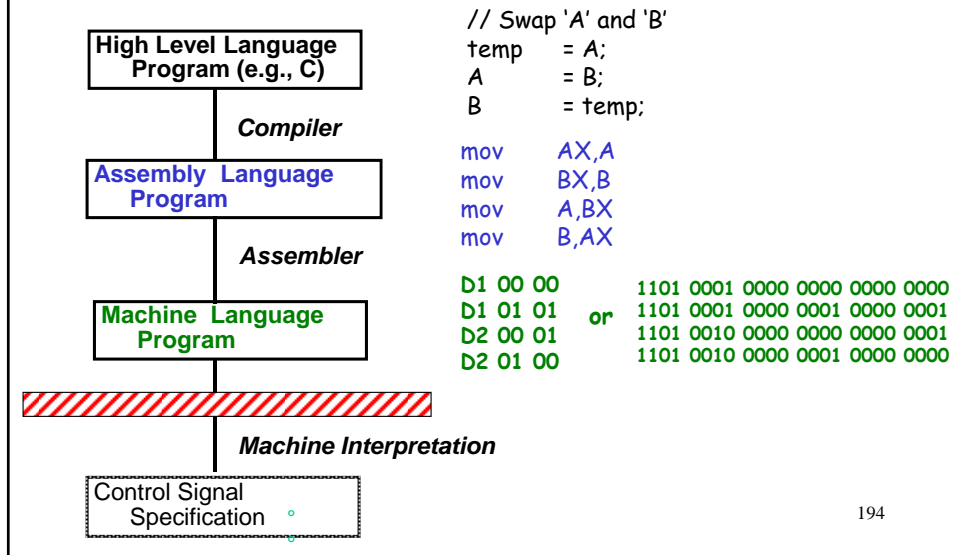 // Swap ‘A’ and ‘B’
temp = A;
A = B;
B = temp;
High Level Language
Program (e.g., C)
Compiler
mov AX,A
mov BX,B
mov A,BX
mov B,AX
Assembly Language
Program
Assembler
D1 00 00
D1 01 01
D2 00 01
D2 01 00
or
1101 0001 0000 0000 0000 0000
1101 0001 0000 0001 0000 0001
1101 0010 0000 0000 0000 0001
1101 0010 0000 0001 0000 0000
Machine Language
Program
Machine Interpretation
Control Signal
Specification
194